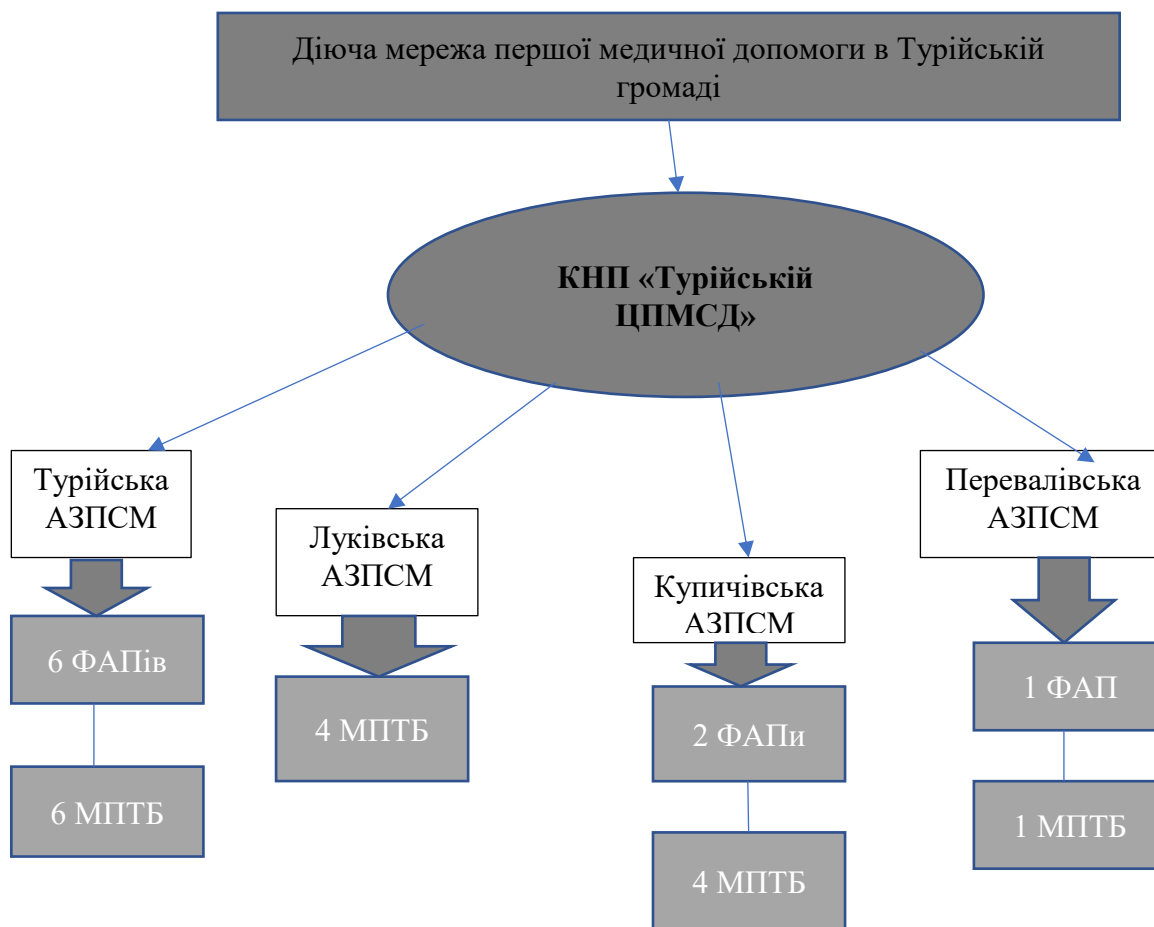 Діюча мережа першої медичної допомоги в Турійській
громаді
КНП «Турійській
ЦПМСД»
Турійська
АЗПСМ
Луківська
АЗПСМ
Купичівська
АЗПСМ
Перевалівська
АЗПСМ
6 ФАПів
4 МПТБ
2 ФАПи
1 ФАП
6 МПТБ
4 МПТБ
1 МПТБ